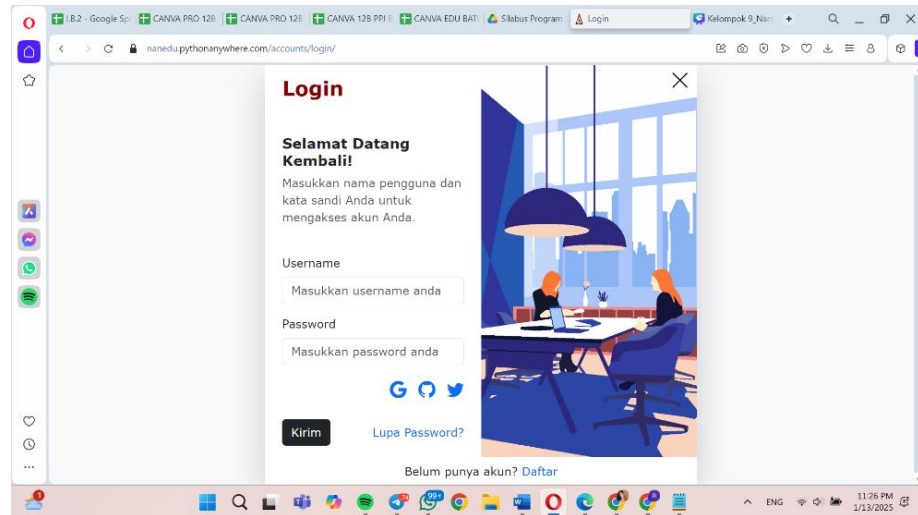 I.B.2 - Google Sp
CANVA PRO 128
CANVA PRO 128
CANVA 128 PPI
CANVA EDU BAT
Silabus Program
Login
Kelompok 9_Nan
nanedu.pythonanywhere.com/accounts/login/
Login
Selamat Datang
Kembali!
Masukkan nama pengguna dan
kata sandi Anda untuk
mengakses akun Anda.
Username
Masukkan username anda
Password
Masukkan password anda
Kirim
Lupa Password?
Belum punya akun? Daftar
99+
ENG
11:26 PM
1/13/2025